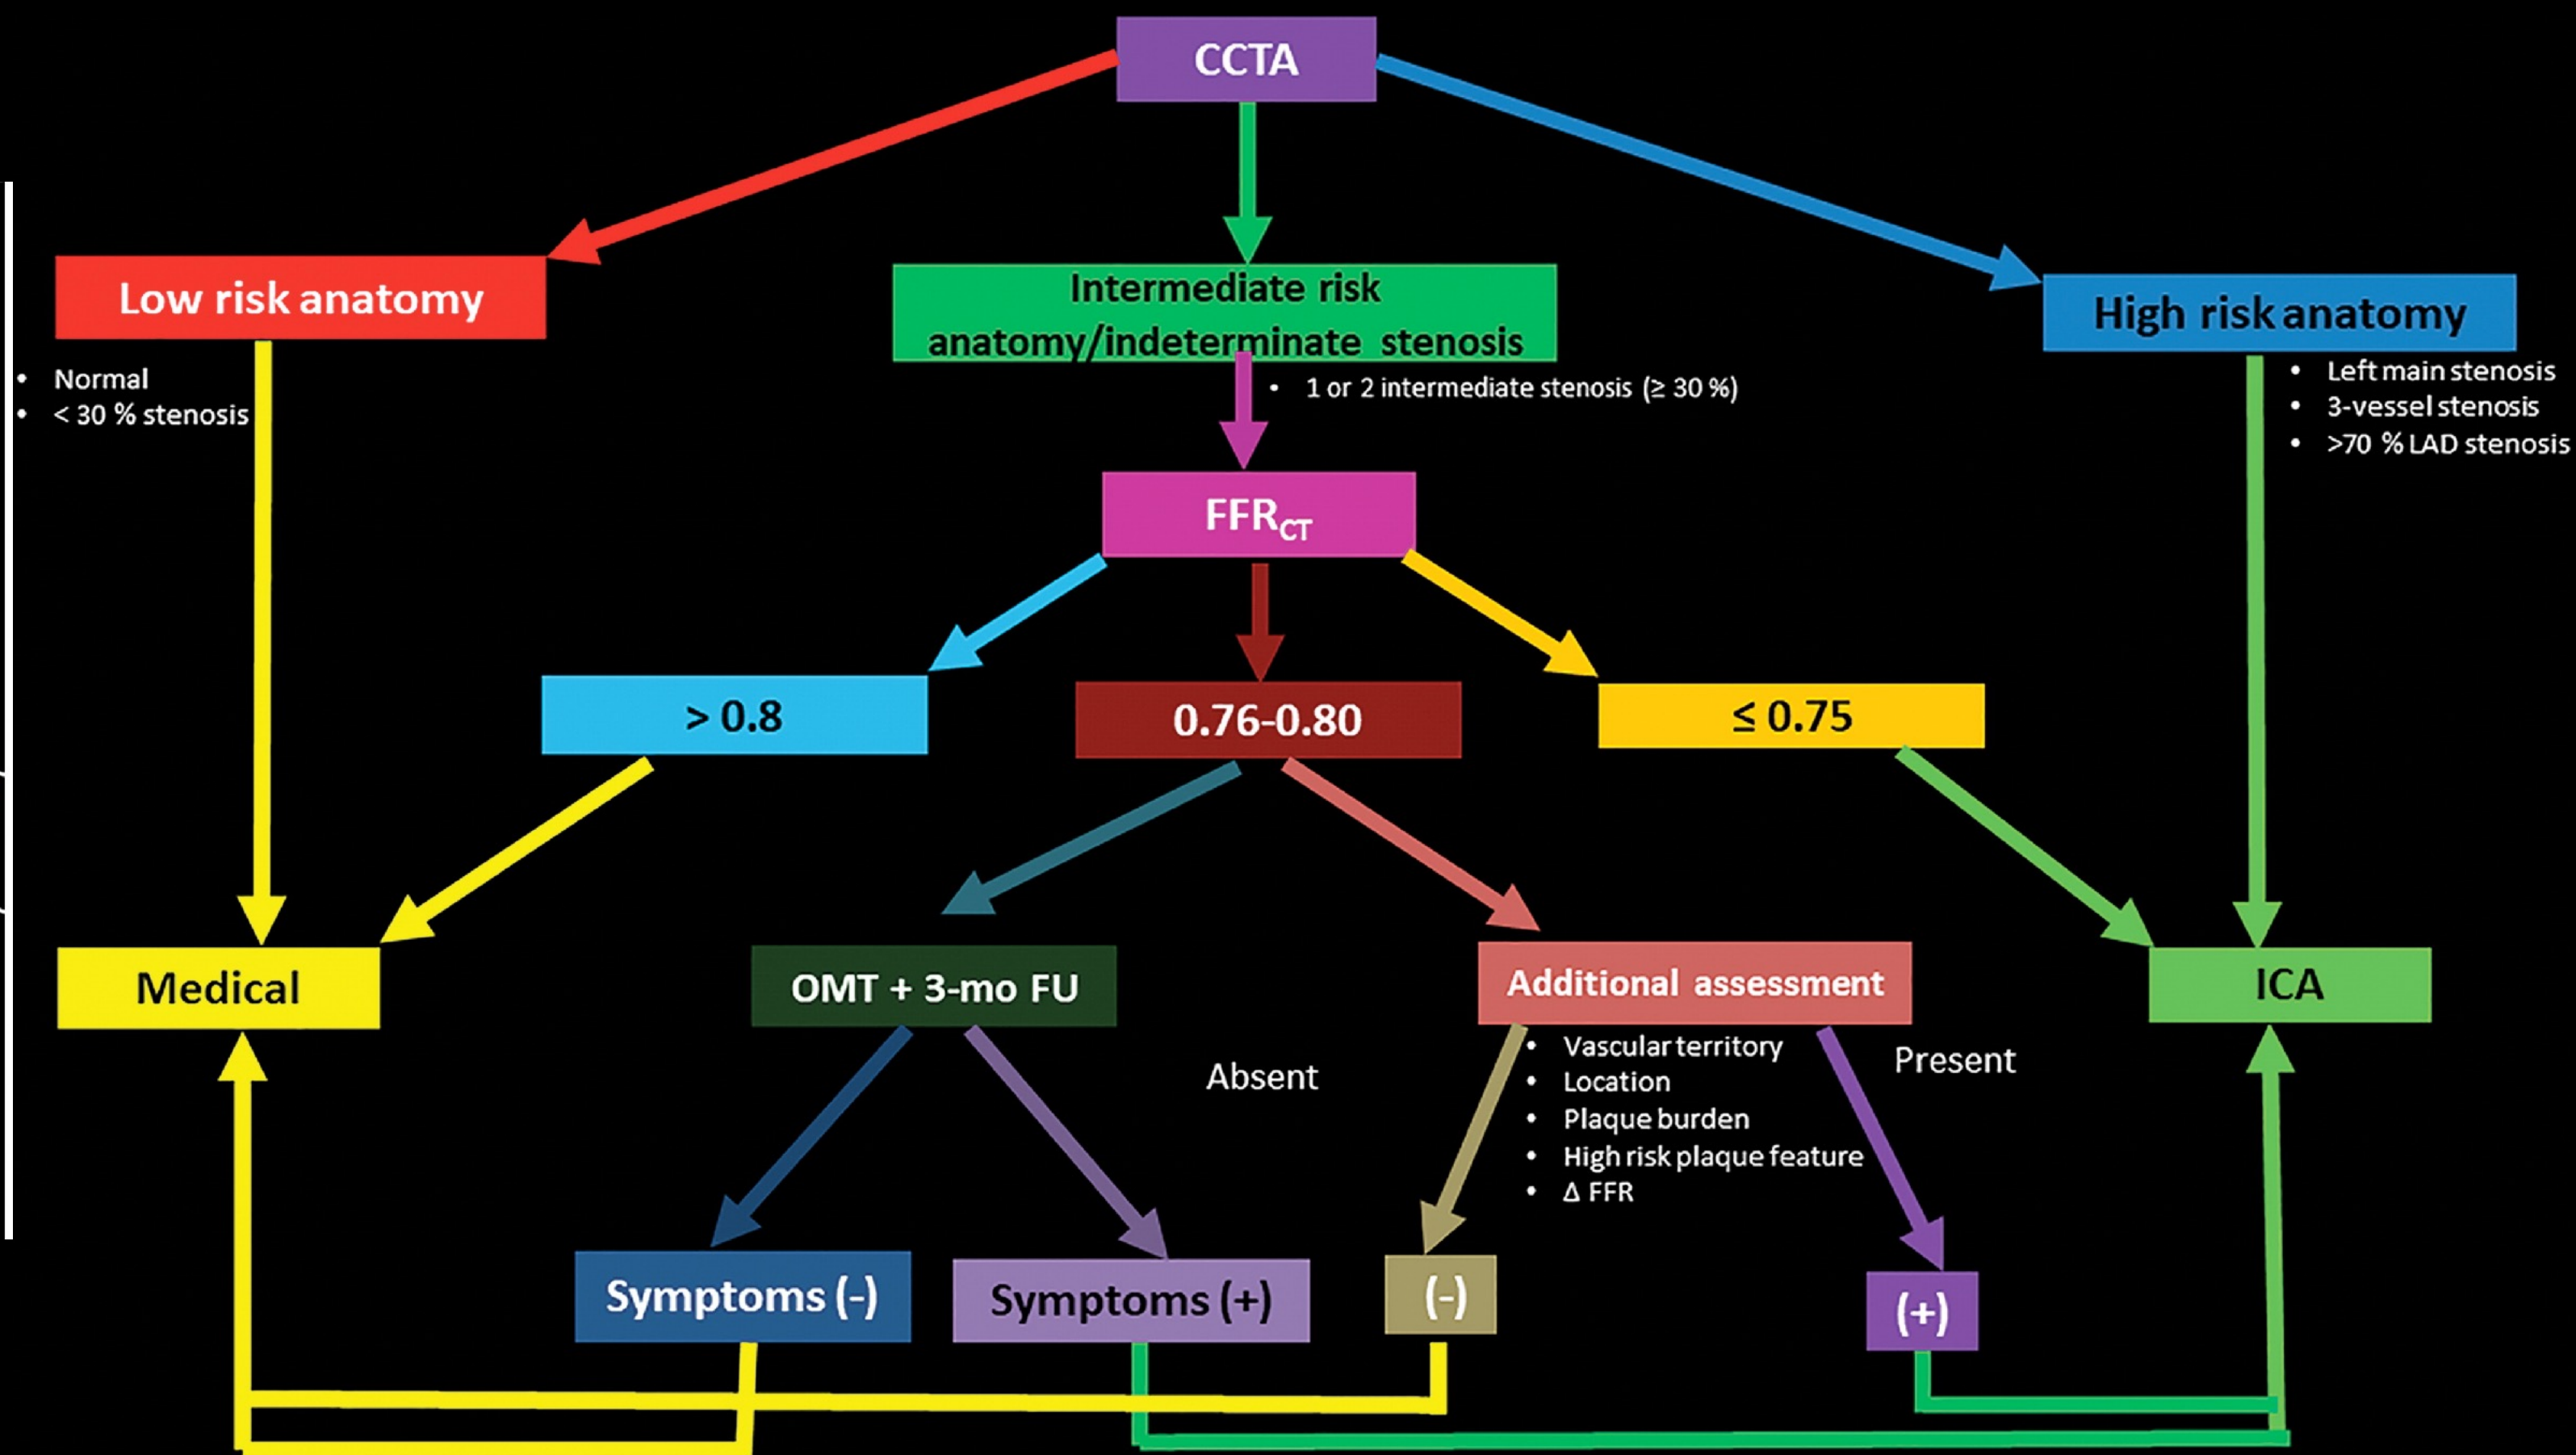 CCTA
Low risk anatomy
Intermediate risk
anatomy/indeterminate stenosis
High risk anatomy
• Normal
• < 30 % stenosis
• 1 or 2 intermediate stenosis (≥ 30 %)
• Left main stenosis
• 3-vessel stenosis
• >70 % LAD stenosis
FFRCT
> 0.8
0.76-0.80
≤ 0.75
Medical
OMT + 3-mo FU
Additional assessment
ICA
Absent
• Vascular territory
• Location
• Plaque burden
• High risk plaque feature
• Δ FFR
Present
Symptoms (-)
Symptoms (+)
(-)
(+)